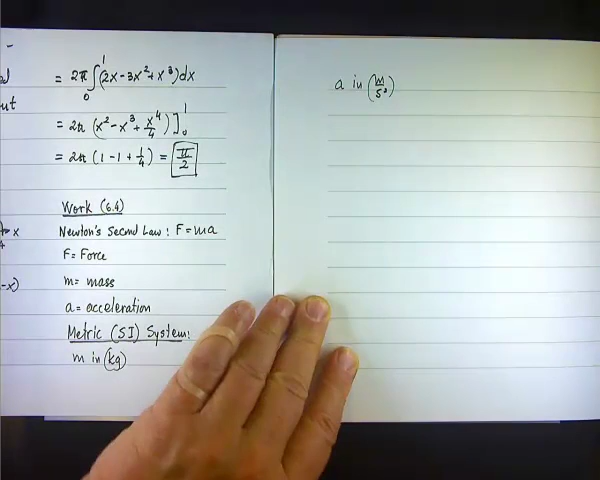 = 2π ∫₀¹ (2x - 3x² + x³) dx
ut
= 2π (x² - x³ + x⁴/4) ]₀¹
= 2π (1 - 1 + 1/4) = π/2
Work (6.4)
x Newton's Second Law: F = ma
F = Force
-x) m = mass
a = acceleration
Metric (SI) System:
m in (kg)
a in (m/s²)